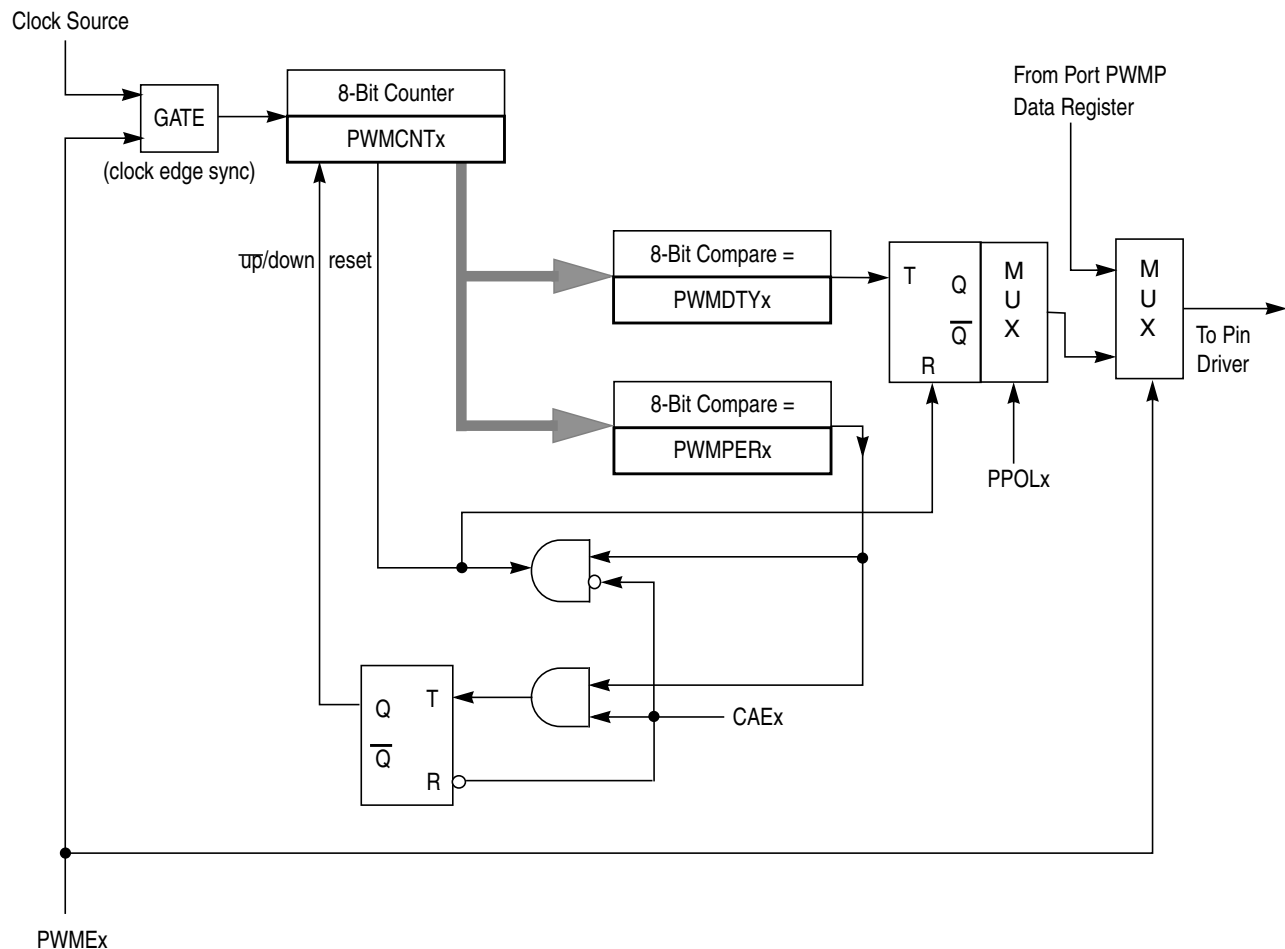 Clock Source
8-Bit Counter
PWMCNTx
GATE
(clock edge sync)
From Port PWMP
Data Register
u̅p̅/down reset
8-Bit Compare =
PWMDTYx
T
Q
Q̅
R
M
U
X
M
U
X
To Pin
Driver
8-Bit Compare =
PWMPERx
PPOLx
Q
T
Q̅
R
CAEx
PWMEx